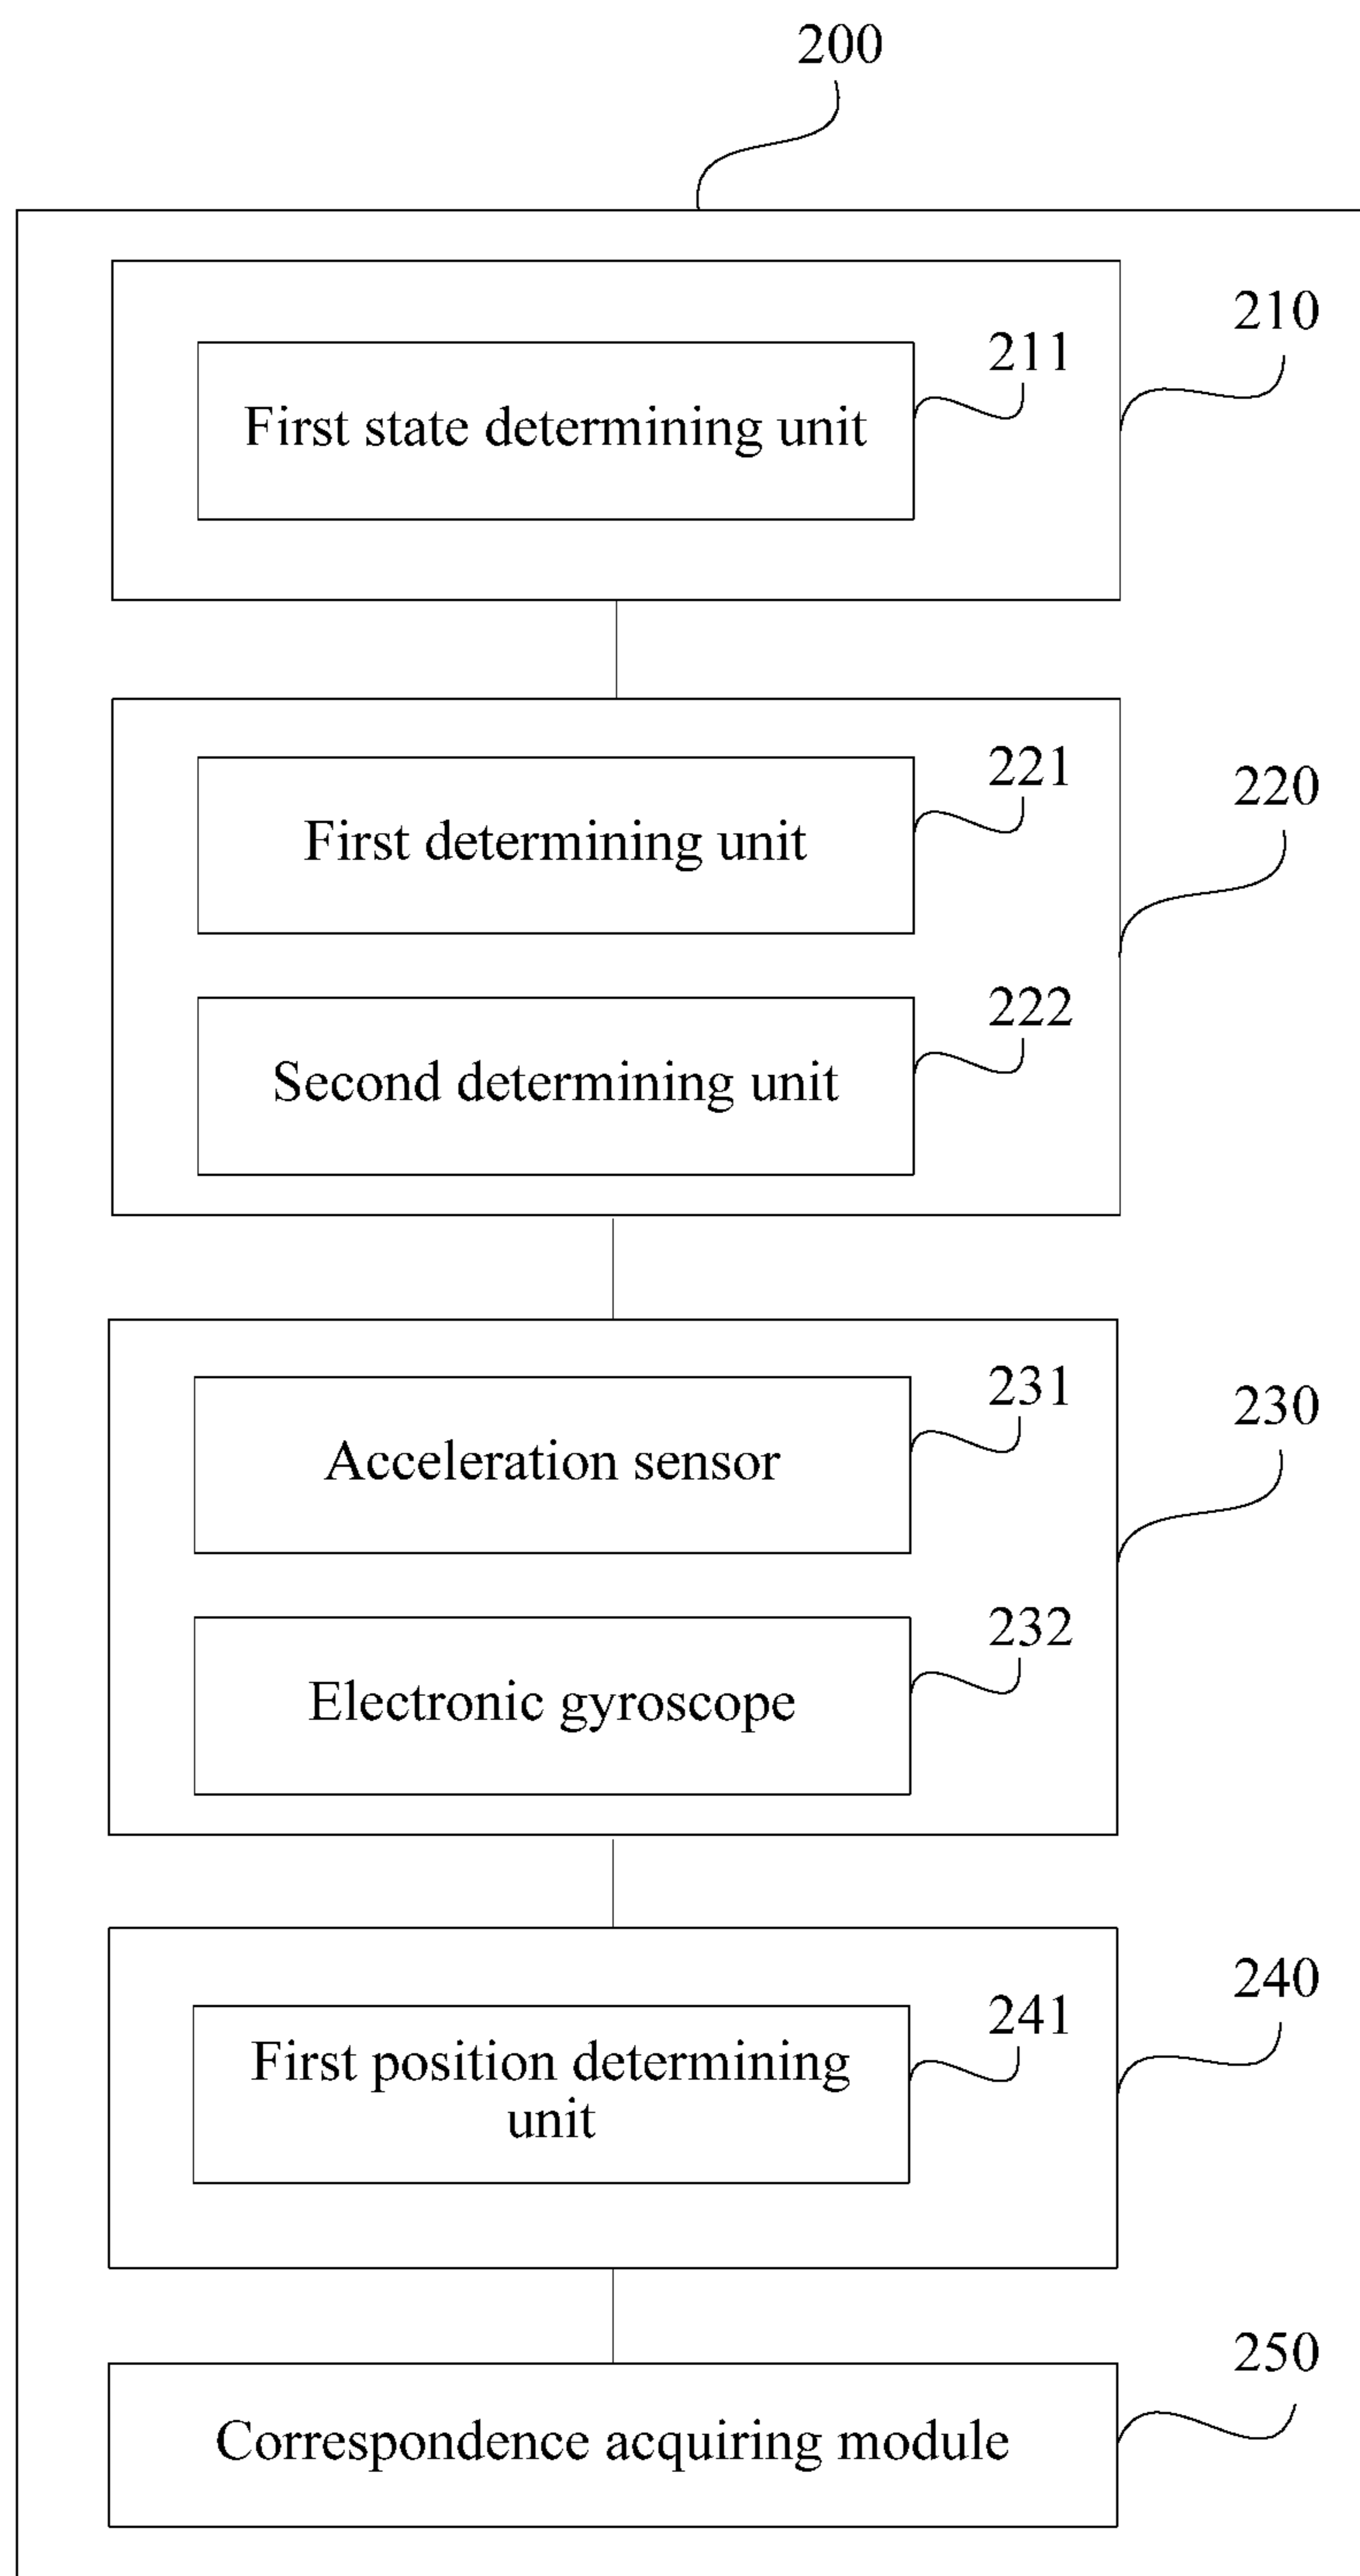 200
210
211
First state determining unit
221
220
First determining unit
222
Second determining unit
231
230
Acceleration sensor
232
Electronic gyroscope
240
241
First position determining
unit
250
Correspondence acquiring module